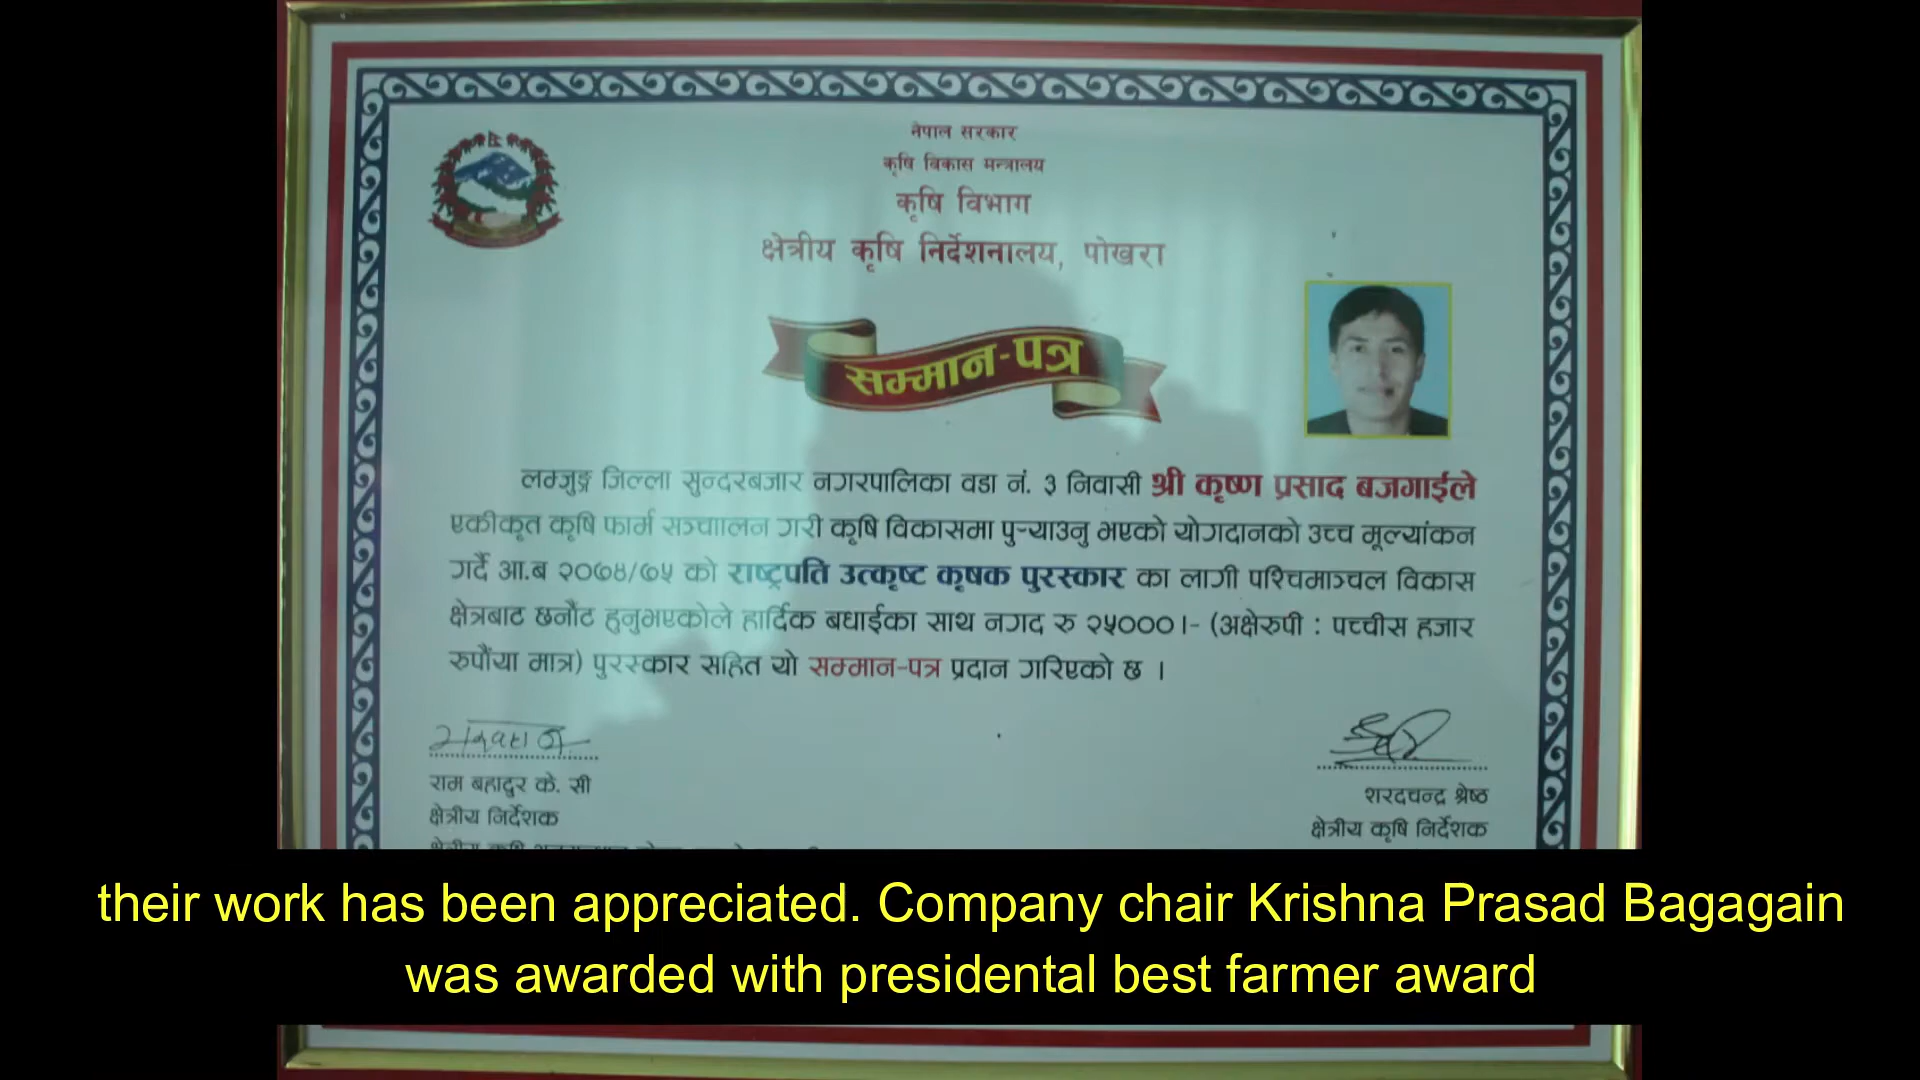 नेपाल सरकार
कृषि विकास मन्त्रालय
कृषि विभाग
क्षेत्रीय कृषि निर्देशनालय, पोखरा
सम्मान-पत्र
लम्जुङ्ग जिल्ला सुन्दरबजार नगरपालिका वडा नं. ३ निवासी श्री कृष्ण प्रसाद बजगाईले
एकीकृत कृषि फार्म सञ्चाालन गरी कृषि विकासमा पुऱ्याउनु भएको योगदानको उच्च मूल्यांकन
गर्दै आ.ब २०७४/७५ को राष्ट्रपति उत्कृष्ट कृषक पुरस्कार का लागी पश्चिमाञ्चल विकास
क्षेत्रबाट छनौंट हुनुभएकोले हार्दिक बधाईका साथ नगद रु २५०००।- (अक्षेरुपी : पच्चीस हजार
रुपौंया मात्र) पुरस्कार सहित यो सम्मान-पत्र प्रदान गरिएको छ ।
राम बहादुर के. सी
क्षेत्रीय निर्देशक
शरदचन्द्र श्रेष्ठ
क्षेत्रीय कृषि निर्देशक
their work has been appreciated. Company chair Krishna Prasad Bagagain
was awarded with presidental best farmer award